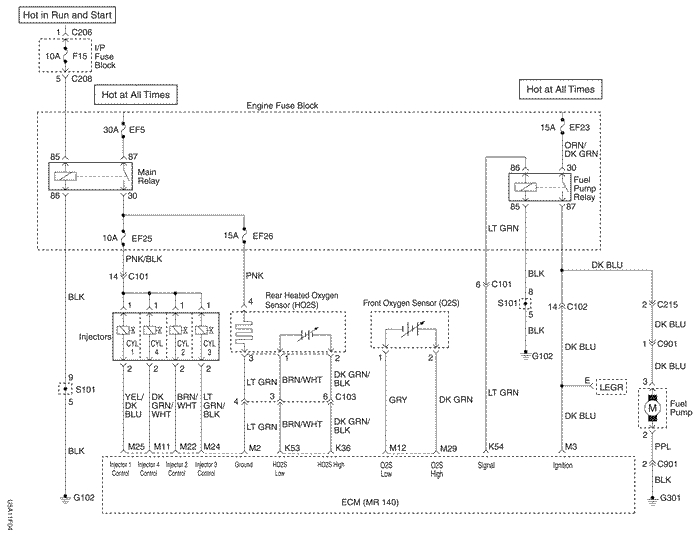 Hot in Run and Start
1 C206
10A F15
I/P
Fuse
Block
5 C208
Hot at All Times
Hot at All Times
Engine Fuse Block
30A EF5
15A EF23
ORN/
DK GRN
85 87
Main
Relay
86 30
86 30
Fuel
Pump
Relay
85 87
10A EF25
15A EF26
PNK/BLK
14 C101
PNK
LT GRN
6 C101
BLK
8
S101
5
BLK
G102
DK BLU
14 C102
DK BLU
2 C215
DK BLU
1 C901
DK BLU
BLK
1 1 1 1
Injectors
CYL
1
CYL
4
CYL
2
CYL
3
2 2 2 2
4
Rear Heated Oxygen
Sensor (HO2S)
3 1 2
Front Oxygen Sensor (O2S)
1 2
9
S101
5
YEL/
DK
BLU
DK
GRN/
WHT
BRN/
WHT
LT
GRN/
BLK
LT GRN
BRN/WHT
DK GRN/
BLK
4 3 6 C103
LT GRN
BRN/WHT
DK GRN/
BLK
GRY
DK GRN
LT GRN
E
LEGR
DK BLU
3
M
Fuel
Pump
2
PPL
2 C901
BLK
G301
BLK
G102
M25 M11 M22 M24 M2 K53 K36 M12 M29 K54 M3
Injector 1
Control
Injector 4
Control
Injector 2
Control
Injector 3
Control
Ground
HO2S
Low
HO2S High
O2S
Low
O2S
High
Signal
Ignition
ECM (MR 140)